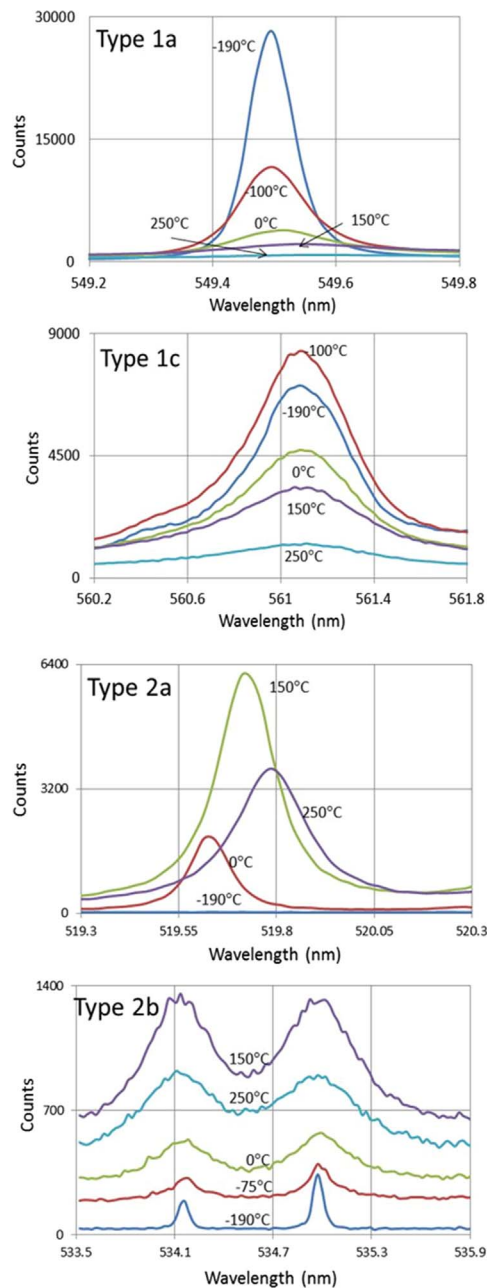 Type 1a
30000
15000
0
Counts
-190°C
-100°C
0°C
250°C
150°C
549.2 549.4 549.6 549.8
Wavelength (nm)
Type 1c
9000
4500
0
Counts
-100°C
-190°C
0°C
150°C
250°C
560.2 560.6 561 561.4 561.8
Wavelength (nm)
Type 2a
6400
3200
0
Counts
150°C
250°C
0°C
-190°C
519.3 519.55 519.8 520.05 520.3
Wavelength (nm)
Type 2b
1400
700
0
Counts
150°C
250°C
0°C
-75°C
-190°C
533.5 534.1 534.7 535.3 535.9
Wavelength (nm)